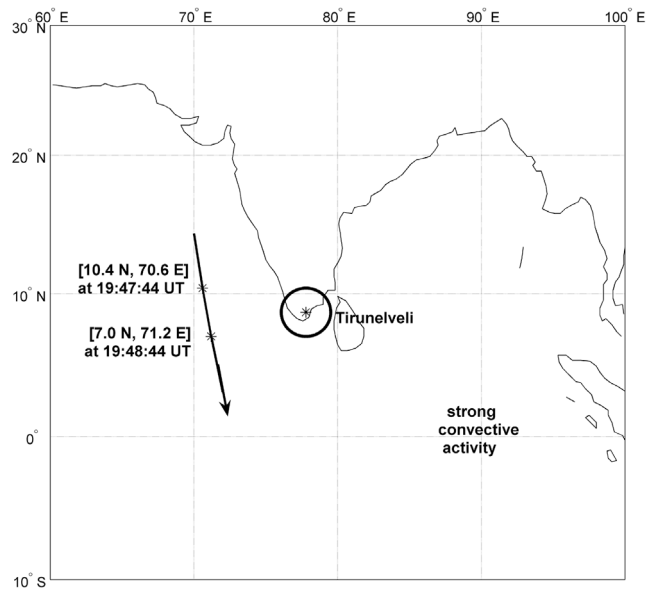 60° E 70° E 80° E 90° E 100° E
30° N
20° N
[10.4 N, 70.6 E]
at 19:47:44 UT
10° N
Tirunelveli
[7.0 N, 71.2 E]
at 19:48:44 UT
strong
convective
activity
0°
10° S